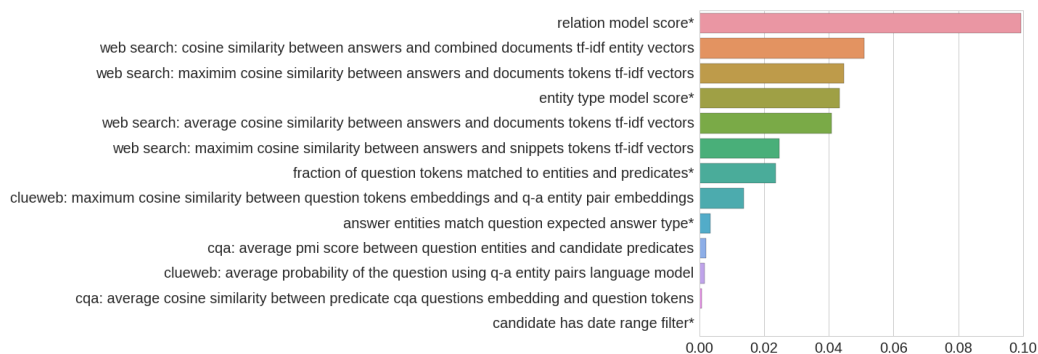 relation model score*
web search: cosine similarity between answers and combined documents tf-idf entity vectors
web search: maximim cosine similarity between answers and documents tokens tf-idf vectors
entity type model score*
web search: average cosine similarity between answers and documents tokens tf-idf vectors
web search: maximim cosine similarity between answers and snippets tokens tf-idf vectors
fraction of question tokens matched to entities and predicates*
clueweb: maximum cosine similarity between question tokens embeddings and q-a entity pair embeddings
answer entities match question expected answer type*
cqa: average pmi score between question entities and candidate predicates
clueweb: average probability of the question using q-a entity pairs language model
cqa: average cosine similarity between predicate cqa questions embedding and question tokens
candidate has date range filter*
0.00 0.02 0.04 0.06 0.08 0.10